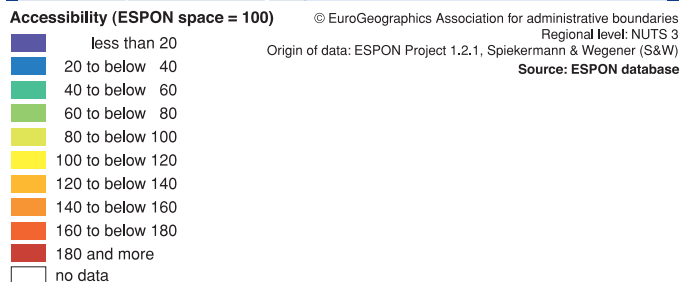 Accessibility (ESPON space = 100)
less than 20
20 to below 40
40 to below 60
60 to below 80
80 to below 100
100 to below 120
120 to below 140
140 to below 160
160 to below 180
180 and more
no data
© EuroGeographics Association for administrative boundaries
Regional level: NUTS 3
Origin of data: ESPON Project 1.2.1, Spiekermann & Wegener (S&W)
Source: ESPON database